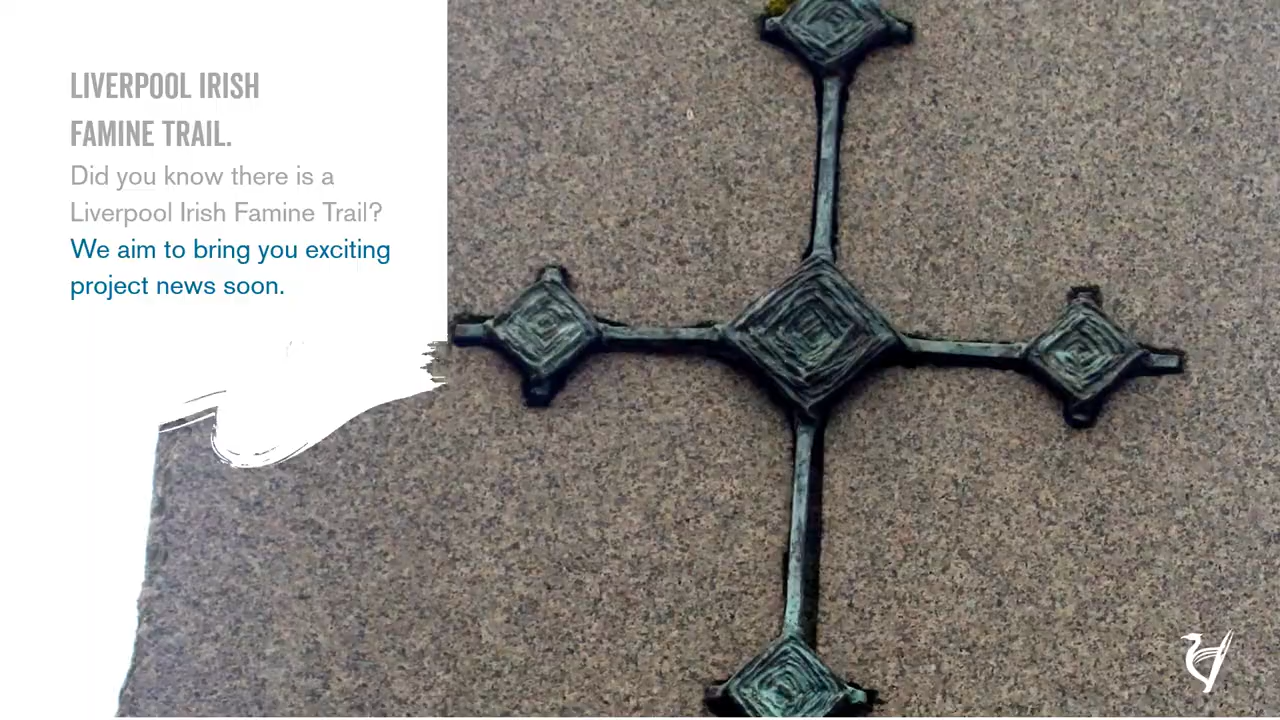 LIVERPOOL IRISH
FAMINE TRAIL.
Did you know there is a
Liverpool Irish Famine Trail?
We aim to bring you exciting
project news soon.